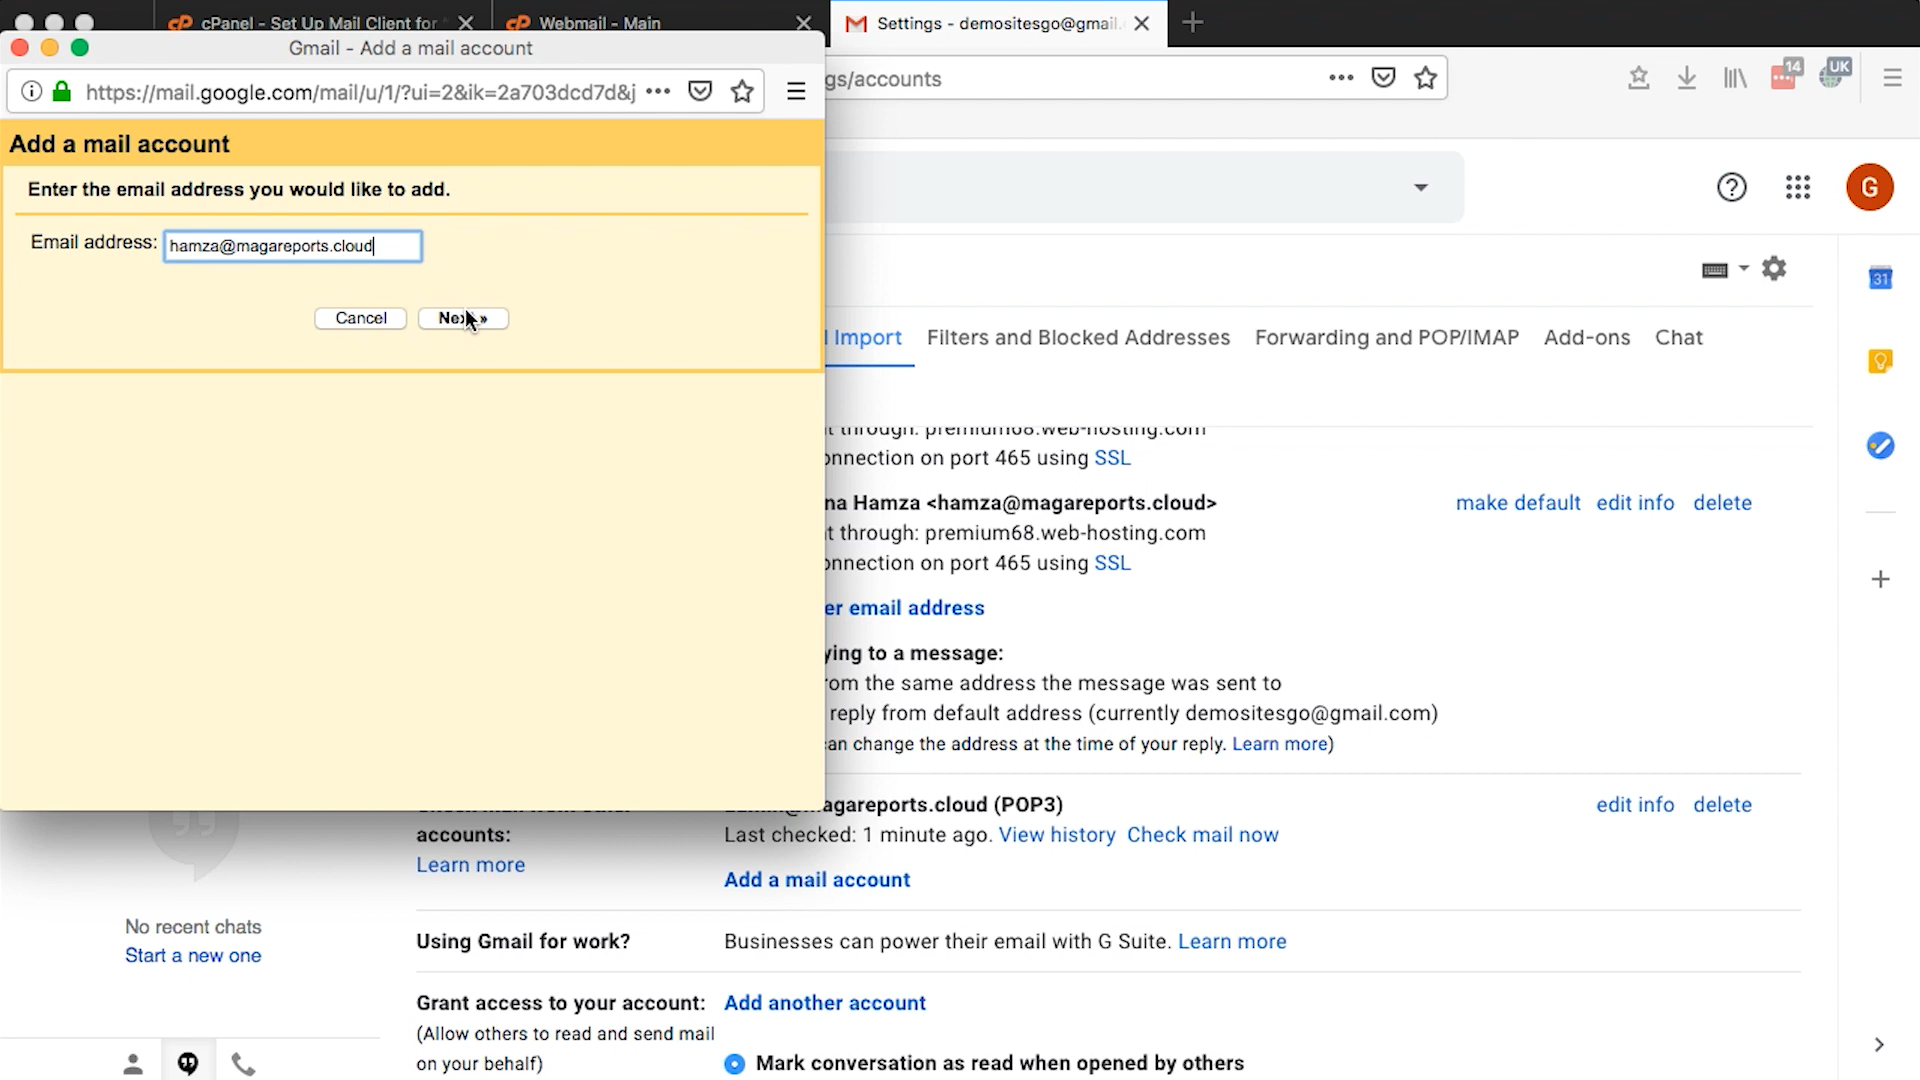 cPanel - Set Up Mail Client for
Webmail - Main
Settings - demositesgo@gmail.
Gmail - Add a mail account
https://mail.google.com/mail/u/1/?ui=2&ik=2a703dcd7d&j
gs/accounts
14
UK
Add a mail account
Enter the email address you would like to add.
Email address: hamza@magareports.cloud
Cancel
G
31
Import
Filters and Blocked Addresses
Forwarding and POP/IMAP
Add-ons
Chat
t through: premium68.web-hosting.com
onnection on port 465 using SSL
na Hamza <hamza@magareports.cloud>
make default
edit info
delete
t through: premium68.web-hosting.com
onnection on port 465 using SSL
er email address
ying to a message:
om the same address the message was sent to
reply from default address (currently demositesgo@gmail.com)
an change the address at the time of your reply. Learn more)
agareports.cloud (POP3)
edit info
delete
accounts:
Last checked: 1 minute ago. View history Check mail now
Learn more
Add a mail account
No recent chats
Start a new one
Using Gmail for work?
Businesses can power their email with G Suite. Learn more
Grant access to your account:
Add another account
(Allow others to read and send mail
on your behalf)
Mark conversation as read when opened by others